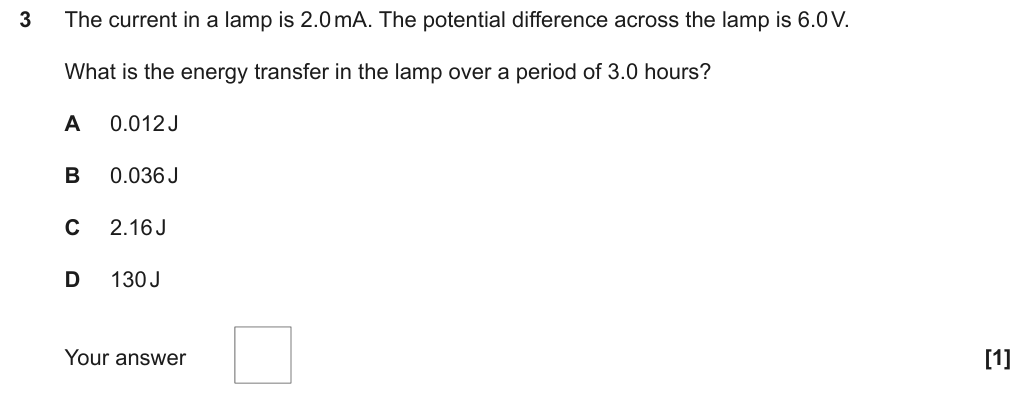 3 The current in a lamp is 2.0 mA. The potential difference across the lamp is 6.0 V.
What is the energy transfer in the lamp over a period of 3.0 hours?
A 0.012 J
B 0.036 J
C 2.16 J
D 130 J
Your answer [1]